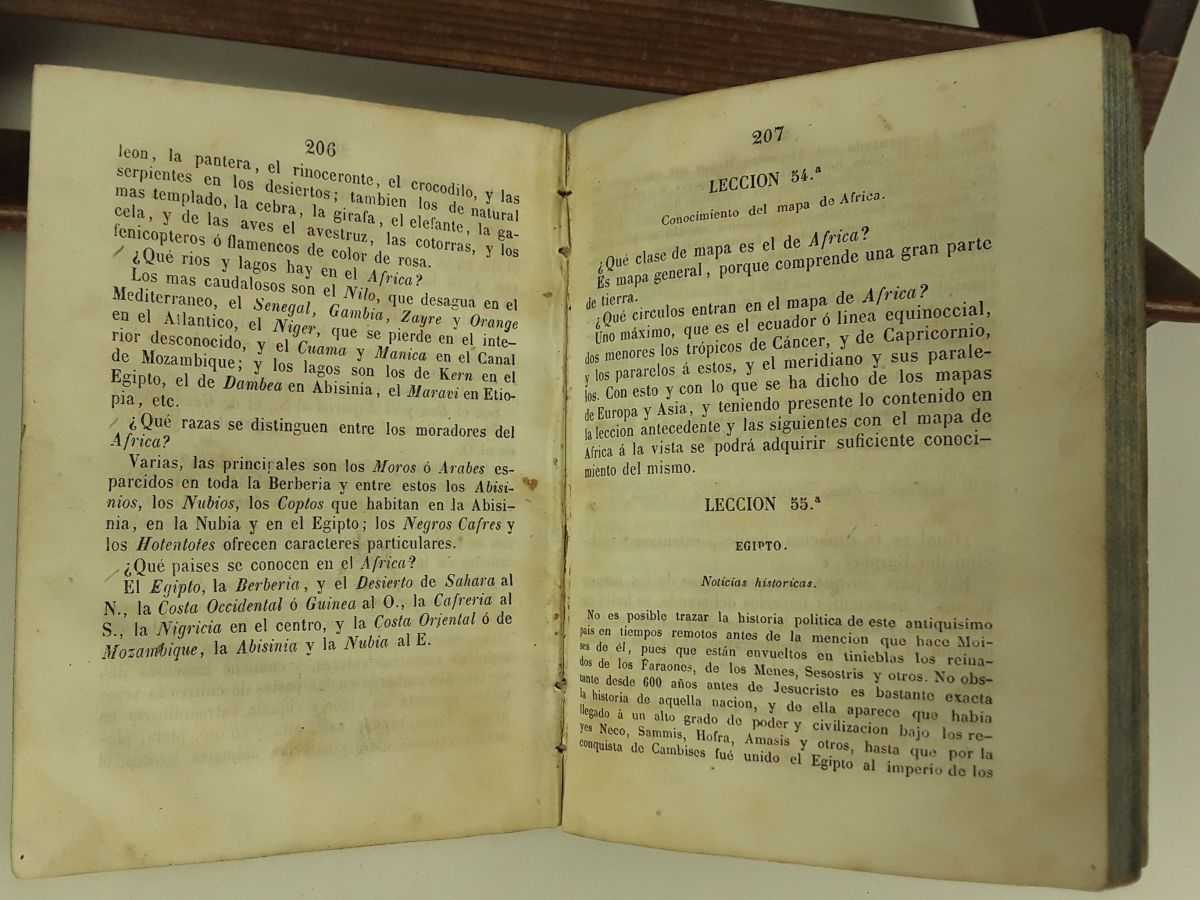 206
leon, la pantera, el rinoceronte, el crocodilo, y las
serpientes en los desiertos; tambien los de natural
mas templado, la cebra, la girafa, el elefante, la ga-
cela, y de las aves el avestruz, las cotorras, y los
fenicopteros ó flamencos de color de rosa.
¿Qué rios y lagos hay en el Africa?
Los mas caudalosos son el Nilo, que desagua en el
Mediterraneo, el Senegal, Gambia, Zayre y Orange
en el Atlantico, el Niger, que se pierde en el inte-
rior desconocido, y el Cuama y Manica en el Canal
de Mozambique; y los lagos son los de Kern en el
Egipto, el de Dambea en Abisinia, el Maravi en Etio-
pia, etc.
¿Qué razas se distinguen entre los moradores del
Africa?
Varias, las principales son los Moros ó Arabes es-
parcidos en toda la Berberia y entre estos los Abisi-
nios, los Nubios, los Coptos que habitan en la Abisi-
nia, en la Nubia y en el Egipto; los Negros Cafres y
los Hotentotes ofrecen caracteres particulares.
¿Qué paises se conocen en el Africa?
El Egipto, la Berberia, y el Desierto de Sahara al
N., la Costa Occidental ó Guinea al O., la Cafreria al
S., la Nigricia en el centro, y la Costa Oriental ó de
Mozambique, la Abisinia y la Nubia al E.
207
LECCION 54.ª
Conocimiento del mapa de Africa.
¿Qué clase de mapa es el de Africa?
Es mapa general, porque comprende una gran parte
de tierra.
¿Qué circulos entran en el mapa de Africa?
Uno máximo, que es el ecuador ó linea equinoccial,
dos menores los trópicos de Cáncer, y de Capricornio,
y los pararelos á estos, y el meridiano y sus parale-
los. Con esto y con lo que se ha dicho de los mapas
de Europa y Asia, y teniendo presente lo contenido en
la leccion antecedente y las siguientes con el mapa de
Africa á la vista se podrá adquirir suficiente conoci-
miento del mismo.
LECCION 55.ª
EGIPTO.
Noticias historicas.
No es posible trazar la historia politica de este antiquisimo
pais en tiempos remotos antes de la mencion que hace Moi-
ses de él, pues que están envueltos en tinieblas los reina-
dos de los Faraones, de los Menes, Sesostris y otros. No obs-
tante desde 600 años antes de Jesucristo es bastante exacta
la historia de aquella nacion, y de ella aparece que habia
llegado á un alto grado de poder y civilizacion bajo los re-
yes Neco, Sammis, Hofra, Amasis y otros, hasta que por la
conquista de Cambises fué unido el Egipto al imperio de los